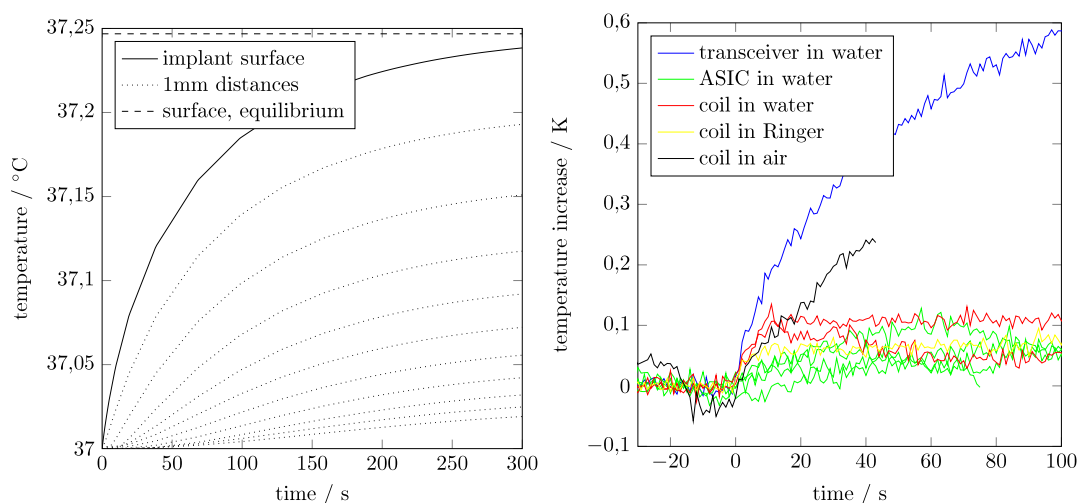 37,25
37,2
37,15
37,1
37,05
37
0
50
100
150
200
250
300
temperature / °C
time / s
implant surface
1mm distances
surface, equilibrium
0,6
0,5
0,4
0,3
0,2
0,1
0
−0,1
−20
0
20
40
60
80
100
temperature increase / K
time / s
transceiver in water
ASIC in water
coil in water
coil in Ringer
coil in air